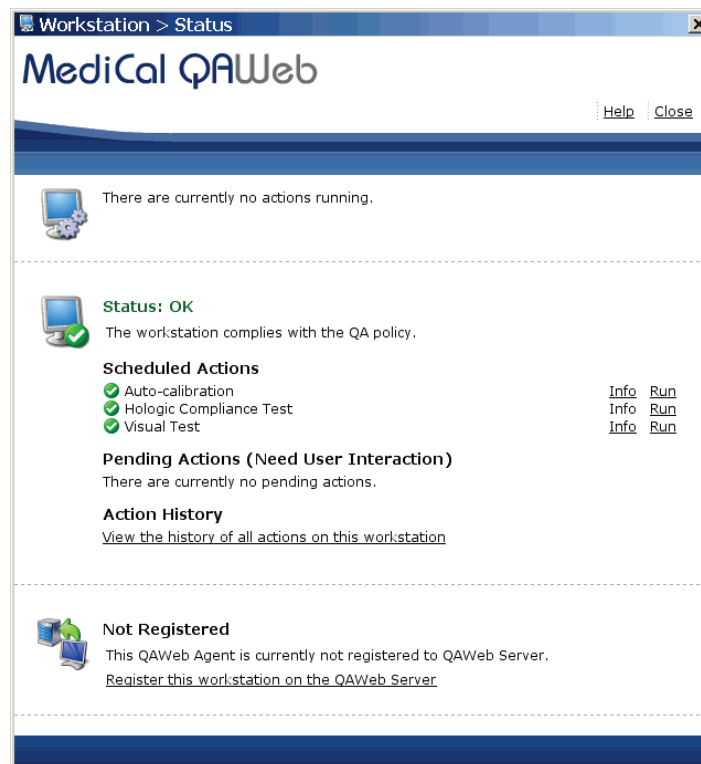 Workstation > Status
MediCal QAWeb
Help Close
There are currently no actions running.
Status: OK
The workstation complies with the QA policy.
Scheduled Actions
Auto-calibration Info Run
Hologic Compliance Test Info Run
Visual Test Info Run
Pending Actions (Need User Interaction)
There are currently no pending actions.
Action History
View the history of all actions on this workstation
Not Registered
This QAWeb Agent is currently not registered to QAWeb Server.
Register this workstation on the QAWeb Server